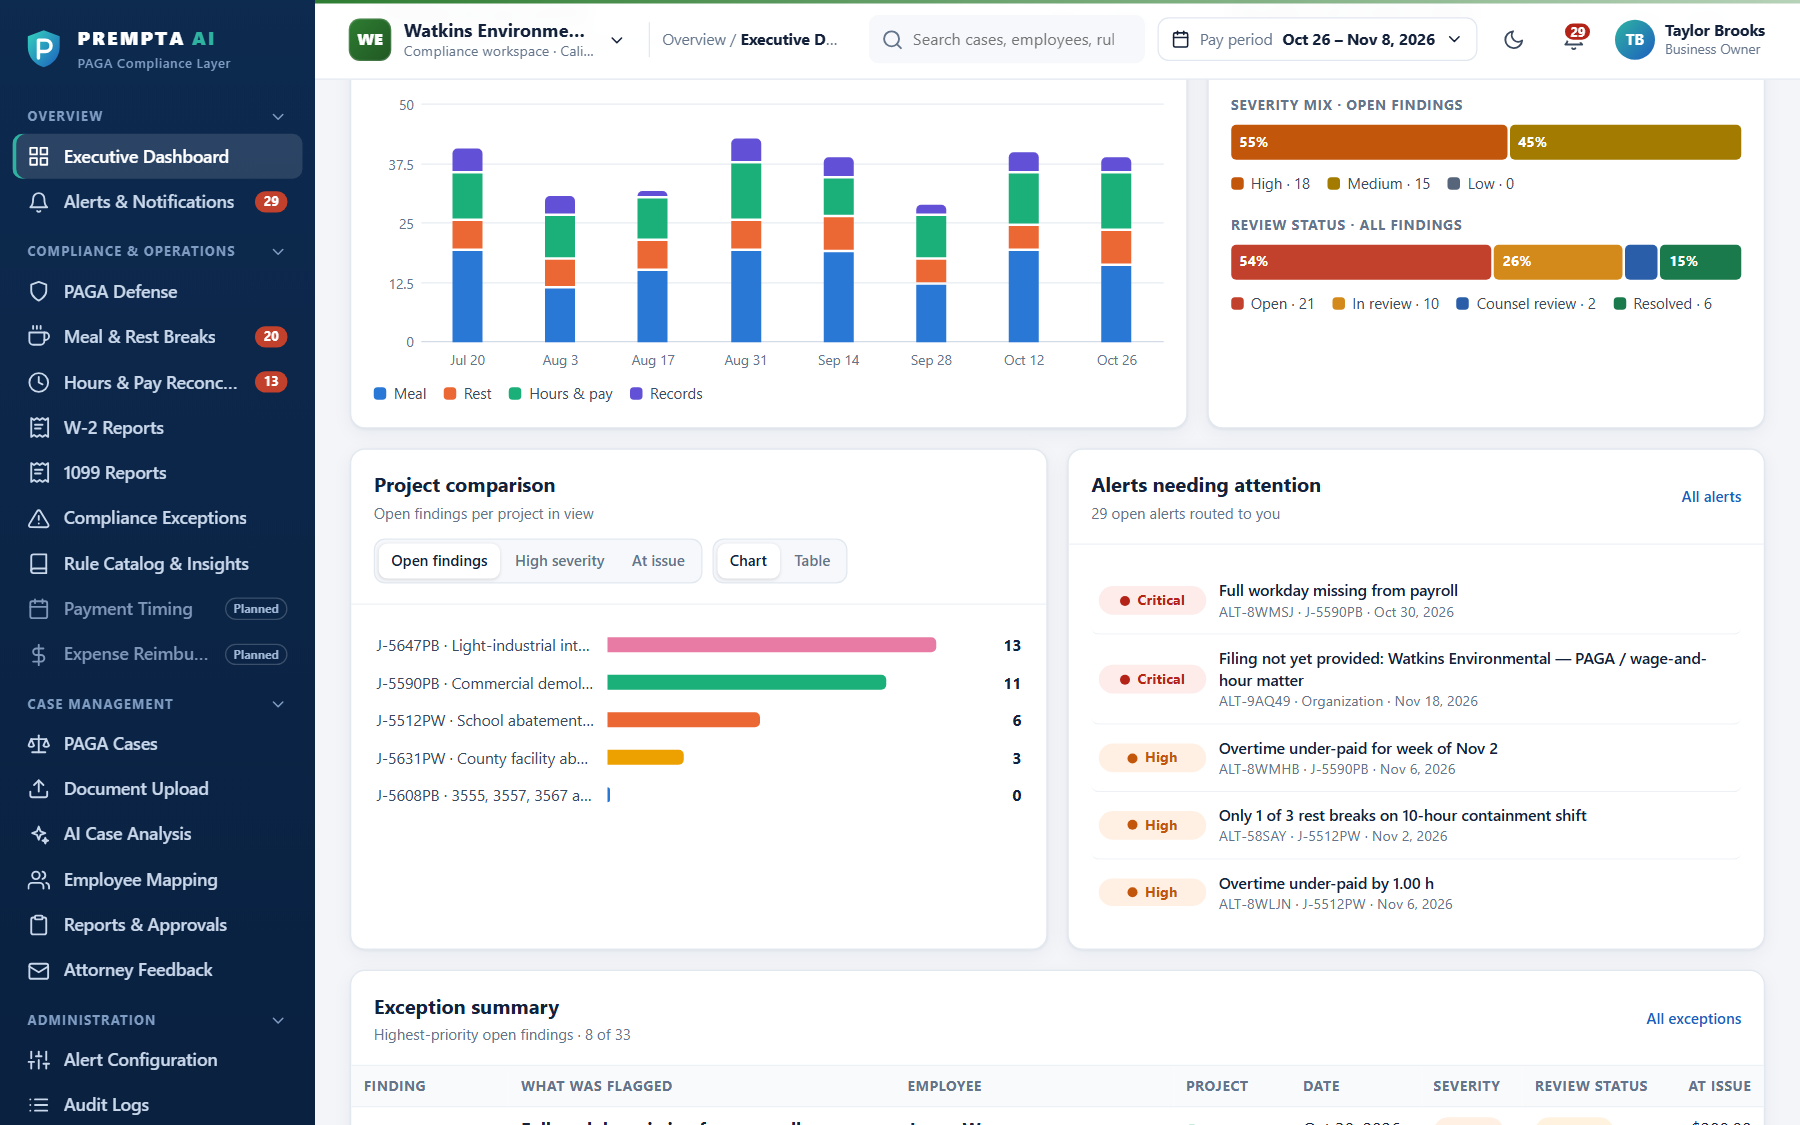 PREMPTA AI
PAGA Compliance Layer
OVERVIEW
Executive Dashboard
Alerts & Notifications 29
COMPLIANCE & OPERATIONS
PAGA Defense
Meal & Rest Breaks 20
Hours & Pay Reconc... 13
W-2 Reports
1099 Reports
Compliance Exceptions
Rule Catalog & Insights
Payment Timing Planned
Expense Reimbu... Planned
CASE MANAGEMENT
PAGA Cases
Document Upload
AI Case Analysis
Employee Mapping
Reports & Approvals
Attorney Feedback
ADMINISTRATION
Alert Configuration
Audit Logs
WE
Watkins Environme...
Compliance workspace · Cali...
Overview / Executive D...
Search cases, employees, rul
Pay period Oct 26 – Nov 8, 2026
29
TB
Taylor Brooks
Business Owner
50
37.5
25
12.5
0
Jul 20 Aug 3 Aug 17 Aug 31 Sep 14 Sep 28 Oct 12 Oct 26
Meal Rest Hours & pay Records
SEVERITY MIX · OPEN FINDINGS
55% 45%
High · 18 Medium · 15 Low · 0
REVIEW STATUS · ALL FINDINGS
54% 26% 15%
Open · 21 In review · 10 Counsel review · 2 Resolved · 6
Project comparison
Open findings per project in view
Open findings High severity At issue Chart Table
J-5647PB · Light-industrial int... 13
J-5590PB · Commercial demol... 11
J-5512PW · School abatement... 6
J-5631PW · County facility ab... 3
J-5608PB · 3555, 3557, 3567 a... 0
Alerts needing attention
29 open alerts routed to you
All alerts
Critical
Full workday missing from payroll
ALT-8WMSJ · J-5590PB · Oct 30, 2026
Critical
Filing not yet provided: Watkins Environmental — PAGA / wage-and-
hour matter
ALT-9AQ49 · Organization · Nov 18, 2026
High
Overtime under-paid for week of Nov 2
ALT-8WMHB · J-5590PB · Nov 6, 2026
High
Only 1 of 3 rest breaks on 10-hour containment shift
ALT-58SAY · J-5512PW · Nov 2, 2026
High
Overtime under-paid by 1.00 h
ALT-8WLJN · J-5512PW · Nov 6, 2026
Exception summary
Highest-priority open findings · 8 of 33
All exceptions
FINDING WHAT WAS FLAGGED EMPLOYEE PROJECT DATE SEVERITY REVIEW STATUS AT ISSUE